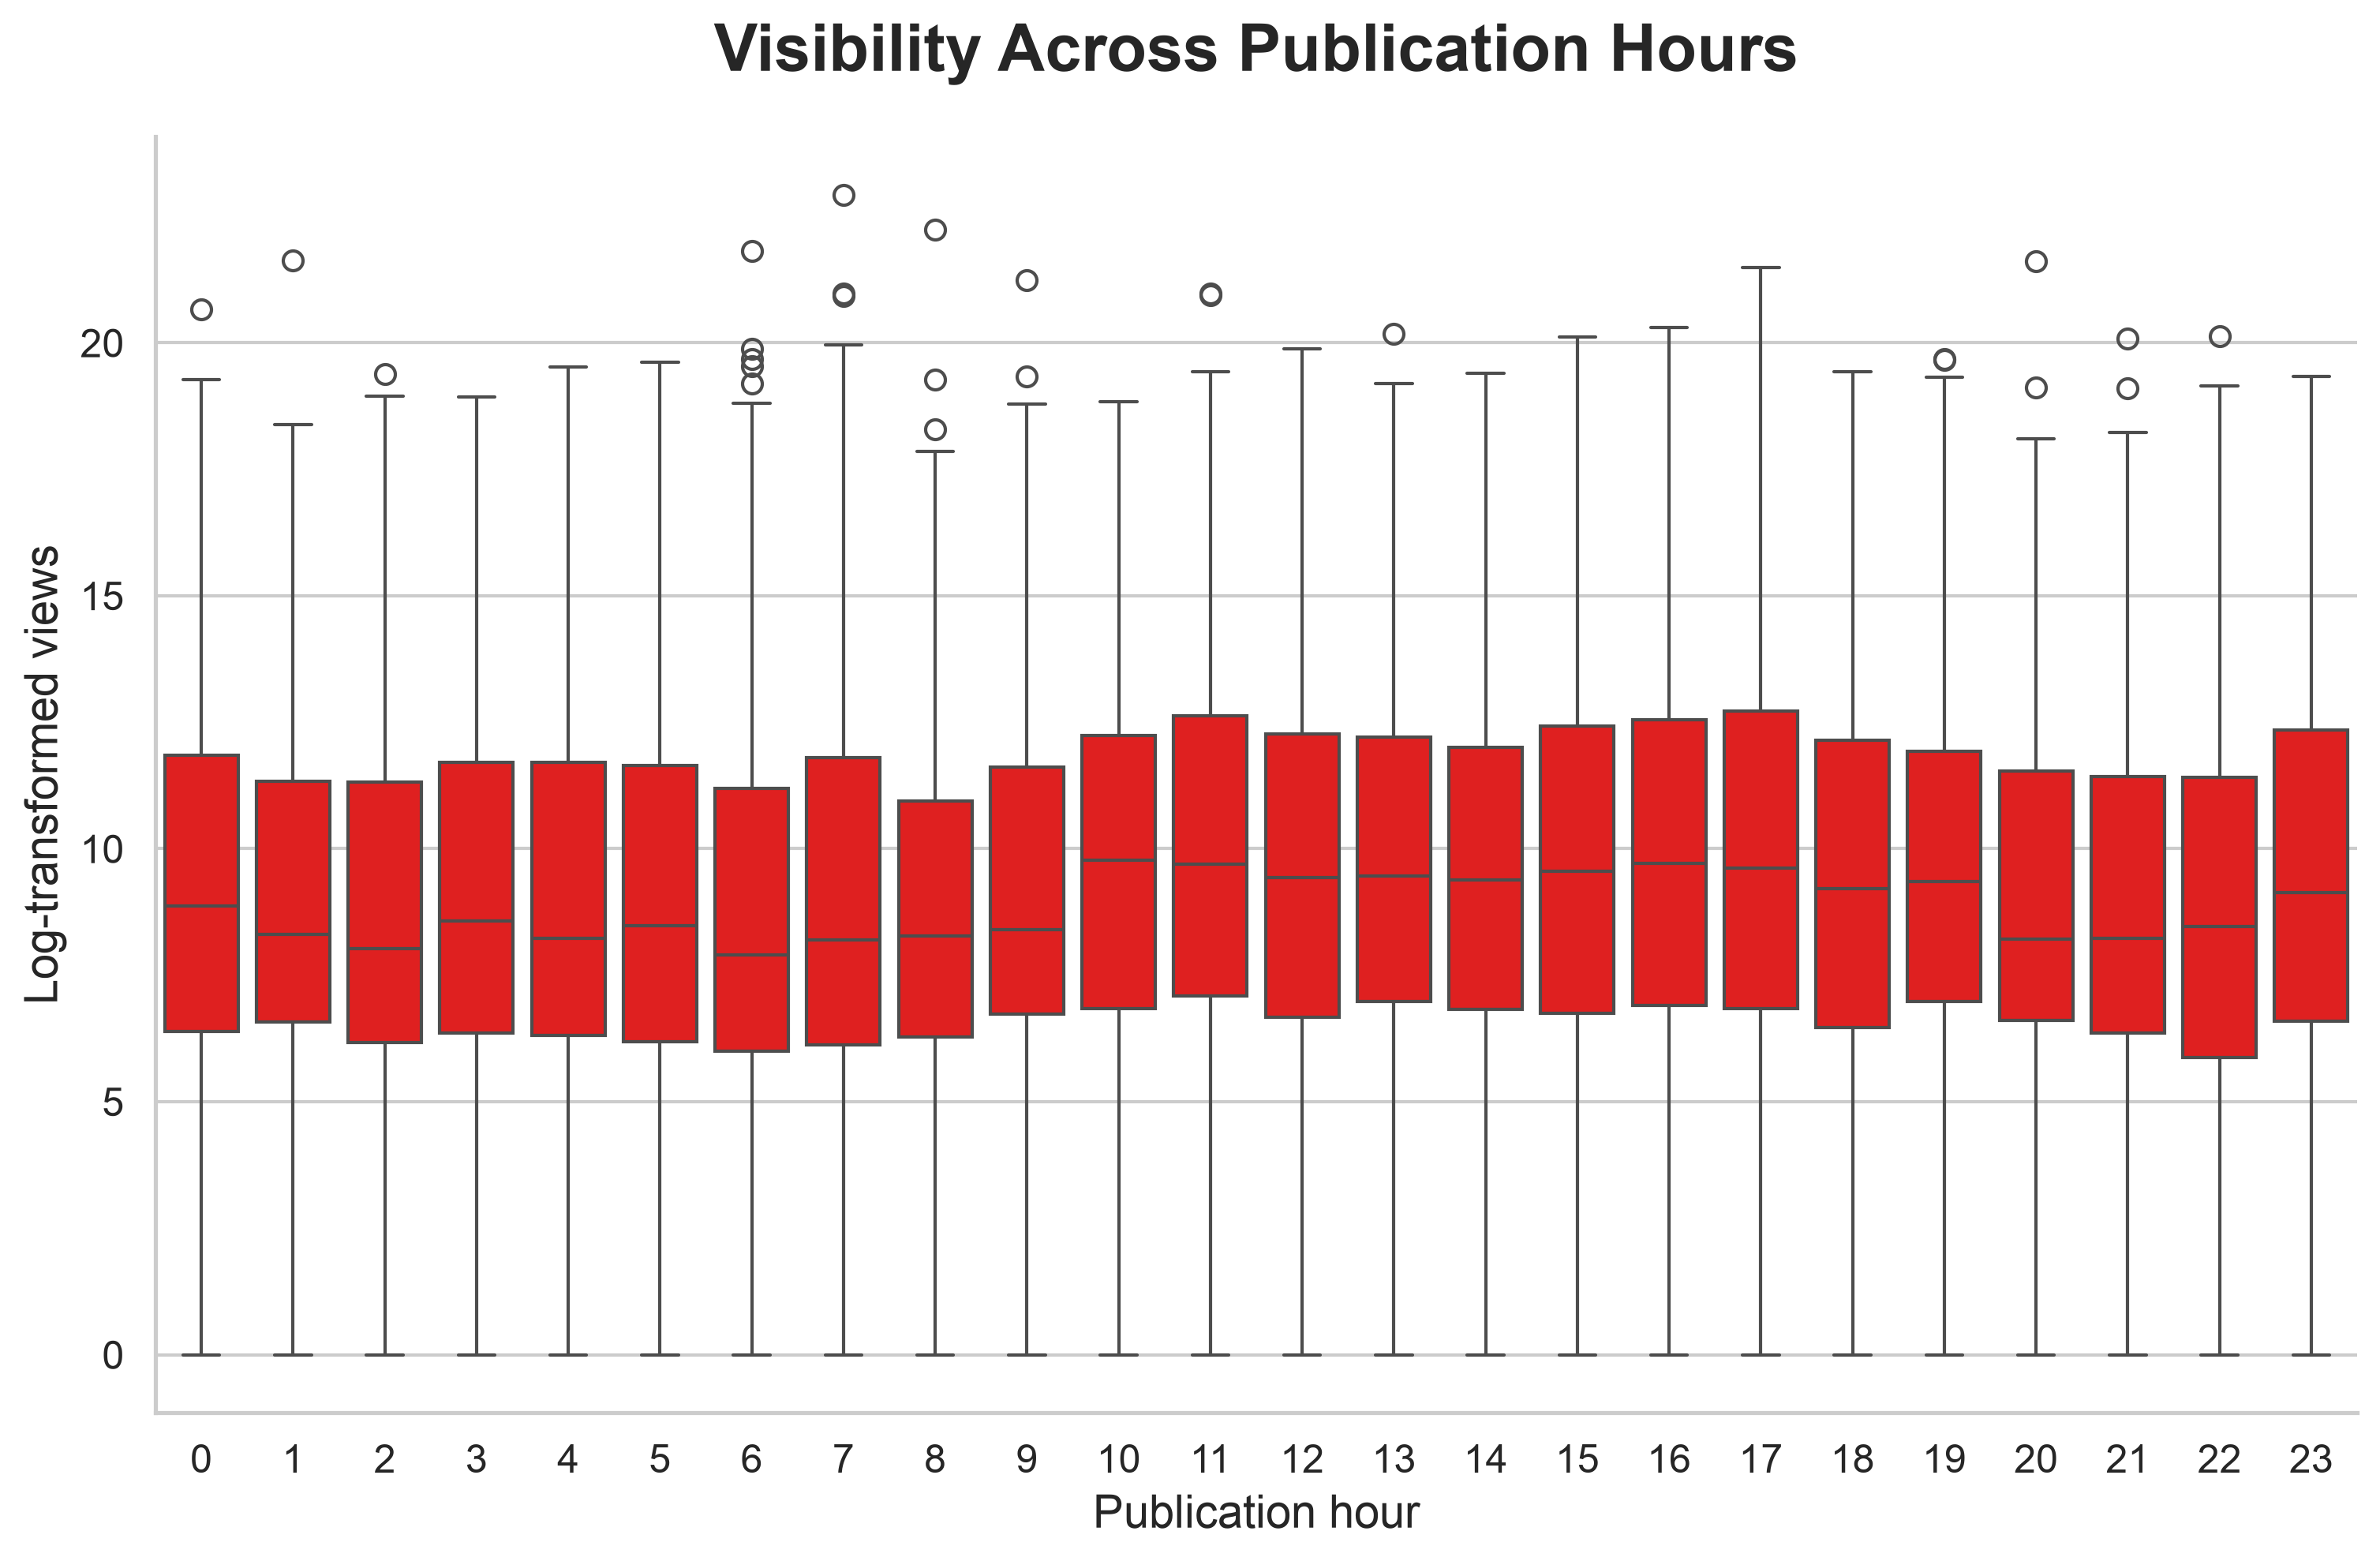 Visibility Across Publication Hours
Log-transformed views
20
15
10
5
0
0 1 2 3 4 5 6 7 8 9 10 11 12 13 14 15 16 17 18 19 20 21 22 23
Publication hour